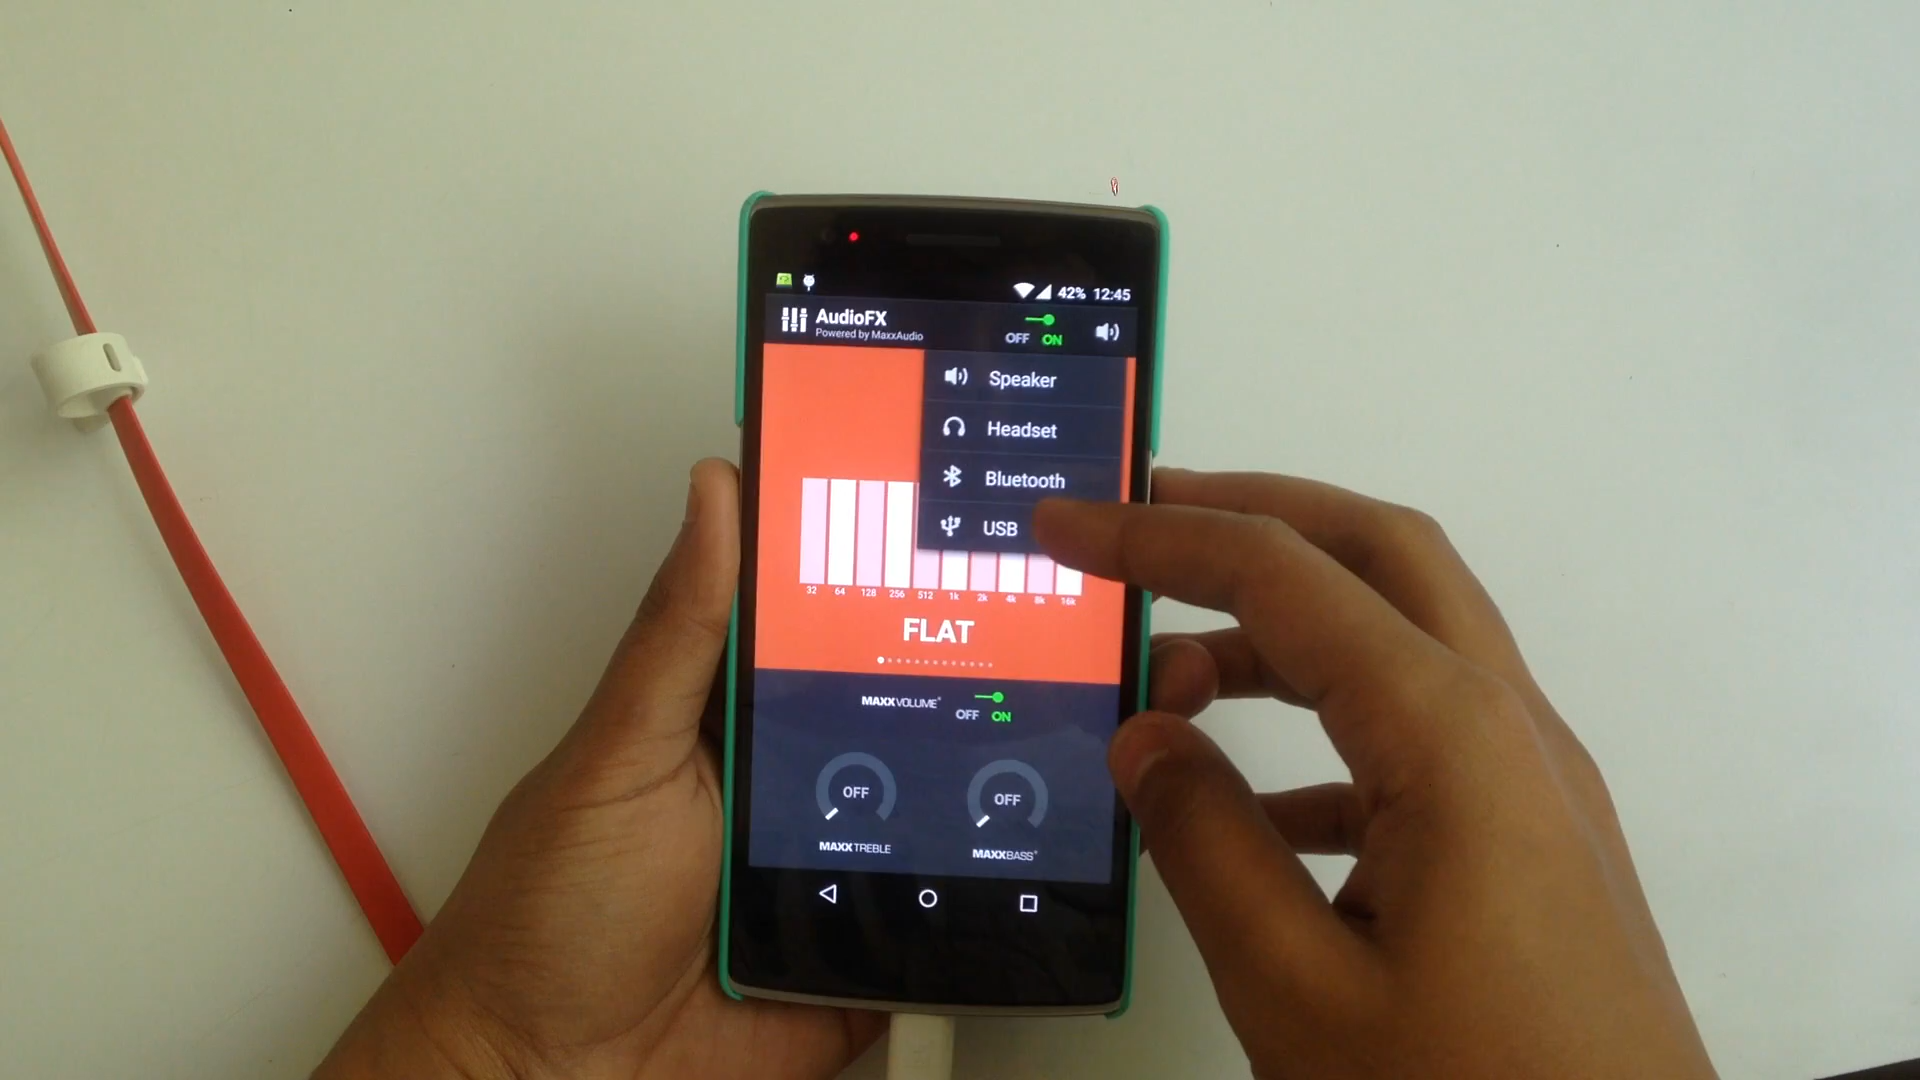 42% 12:45
AudioFX
Powered by MaxxAudio
OFF ON
Speaker
Headset
Bluetooth
USB
32 64 128 256 512 1k 2k 4k 8k 16k
FLAT
MAXXVOLUME®
OFF ON
OFF OFF
MAXXTREBLE MAXXBASS®